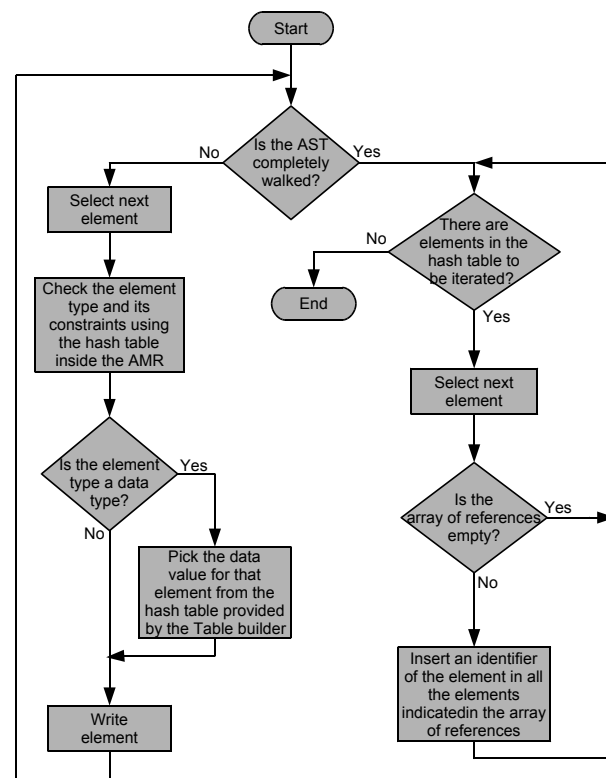 Start
Is the AST
completely
walked?
No
Yes
Select next
element
Check the element
type and its
constraints using
the hash table
inside the AMR
Is the element
type a data
type?
Yes
No
Pick the data
value for that
element from the
hash table provided
by the Table builder
Write
element
There are
elements in the
hash table to
be iterated?
No
End
Yes
Select next
element
Is the
array of references
empty?
Yes
No
Insert an identifier
of the element in all
the elements
indicatedin the array
of references